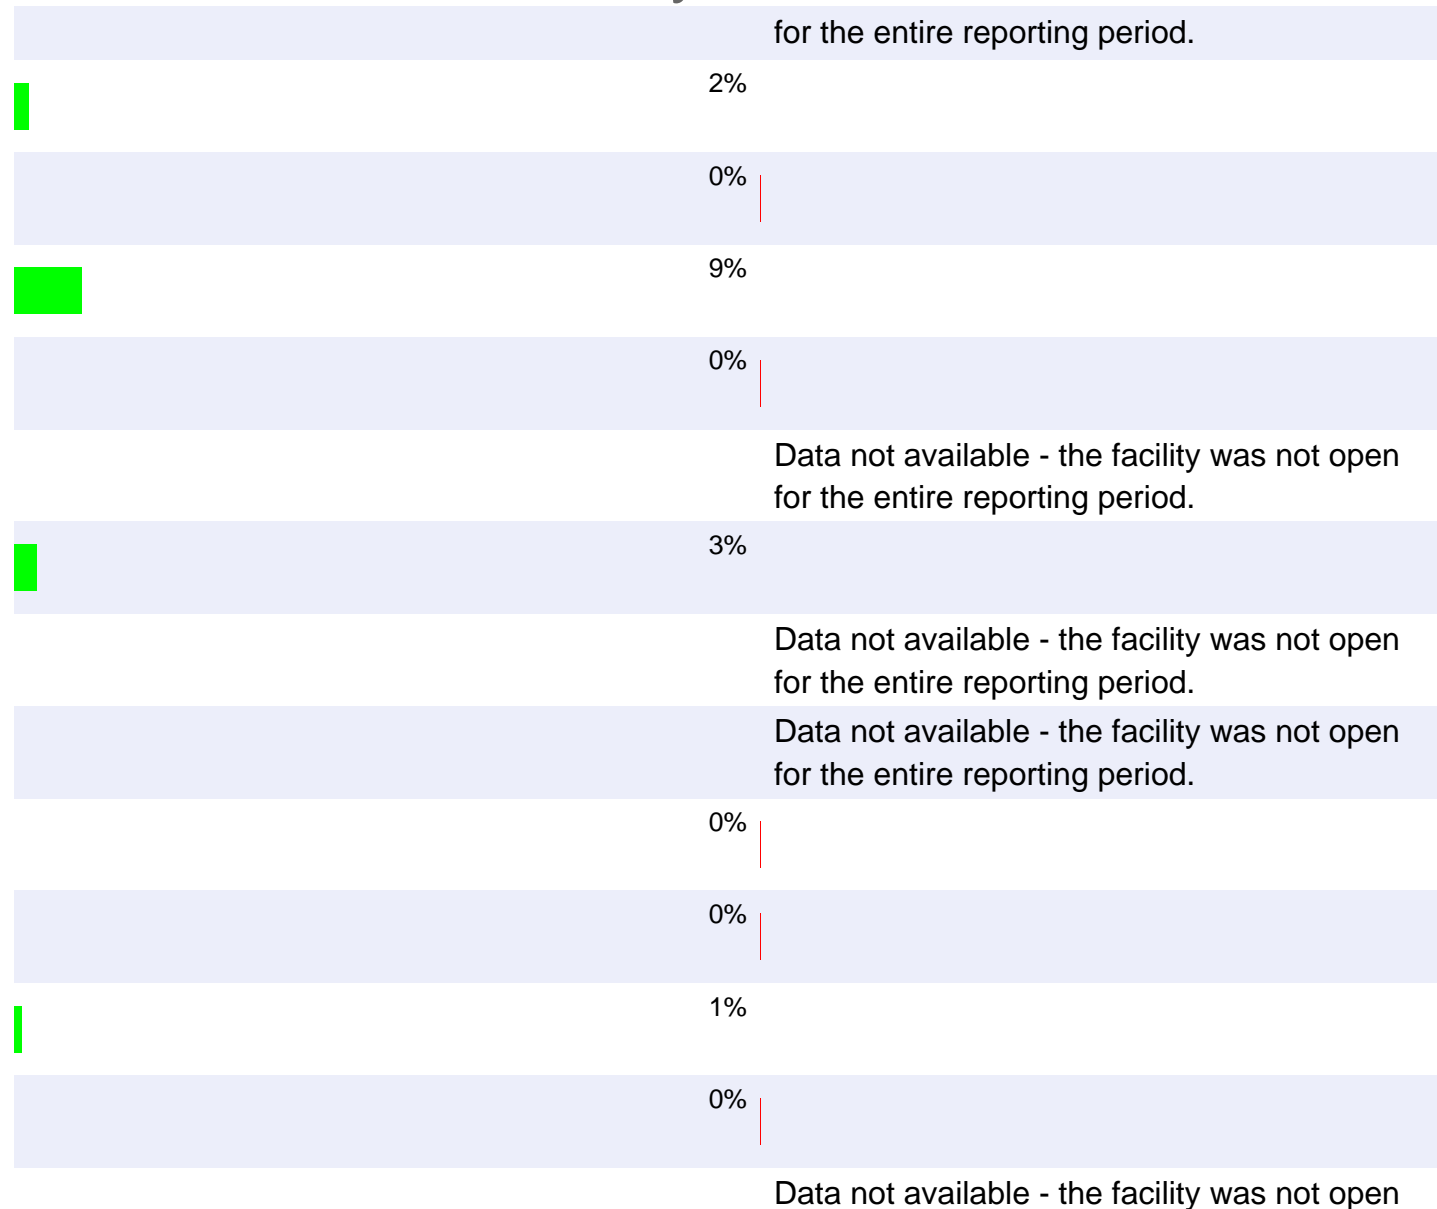 for the entire reporting period.
2%
0%
9%
0%
Data not available - the facility was not open
for the entire reporting period.
3%
Data not available - the facility was not open
for the entire reporting period.
Data not available - the facility was not open
for the entire reporting period.
0%
0%
1%
0%
Data not available - the facility was not open